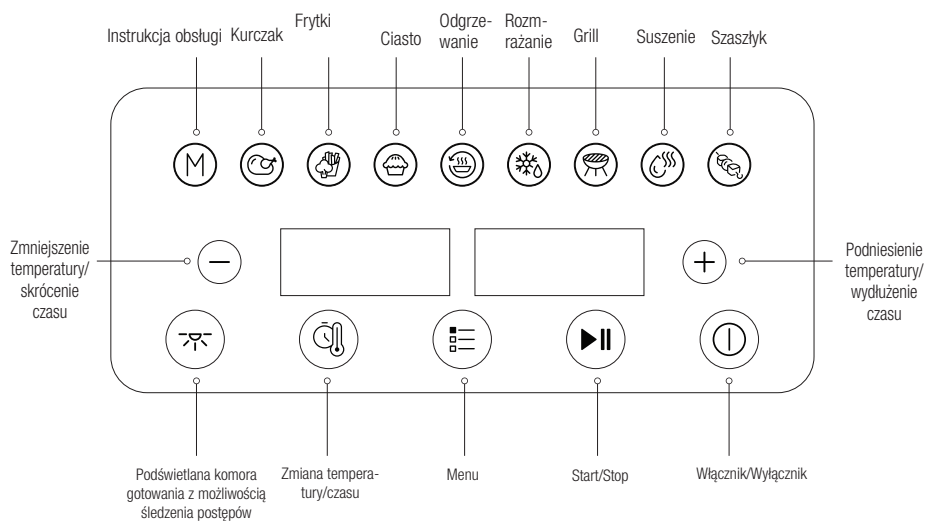 Instrukcja obsługi
Kurczak
Frytki
Ciasto
Odgrze-
wanie
Rozm-
rażanie
Grill
Suszenie
Szaszłyk
M
Zmniejszenie
temperatury/
skrócenie
czasu
Podniesienie
temperatury/
wydłużenie
czasu
Podświetlana komora
gotowania z możliwością
śledzenia postępów
Zmiana tempera-
tury/czasu
Menu
Start/Stop
Włącznik/Wyłącznik